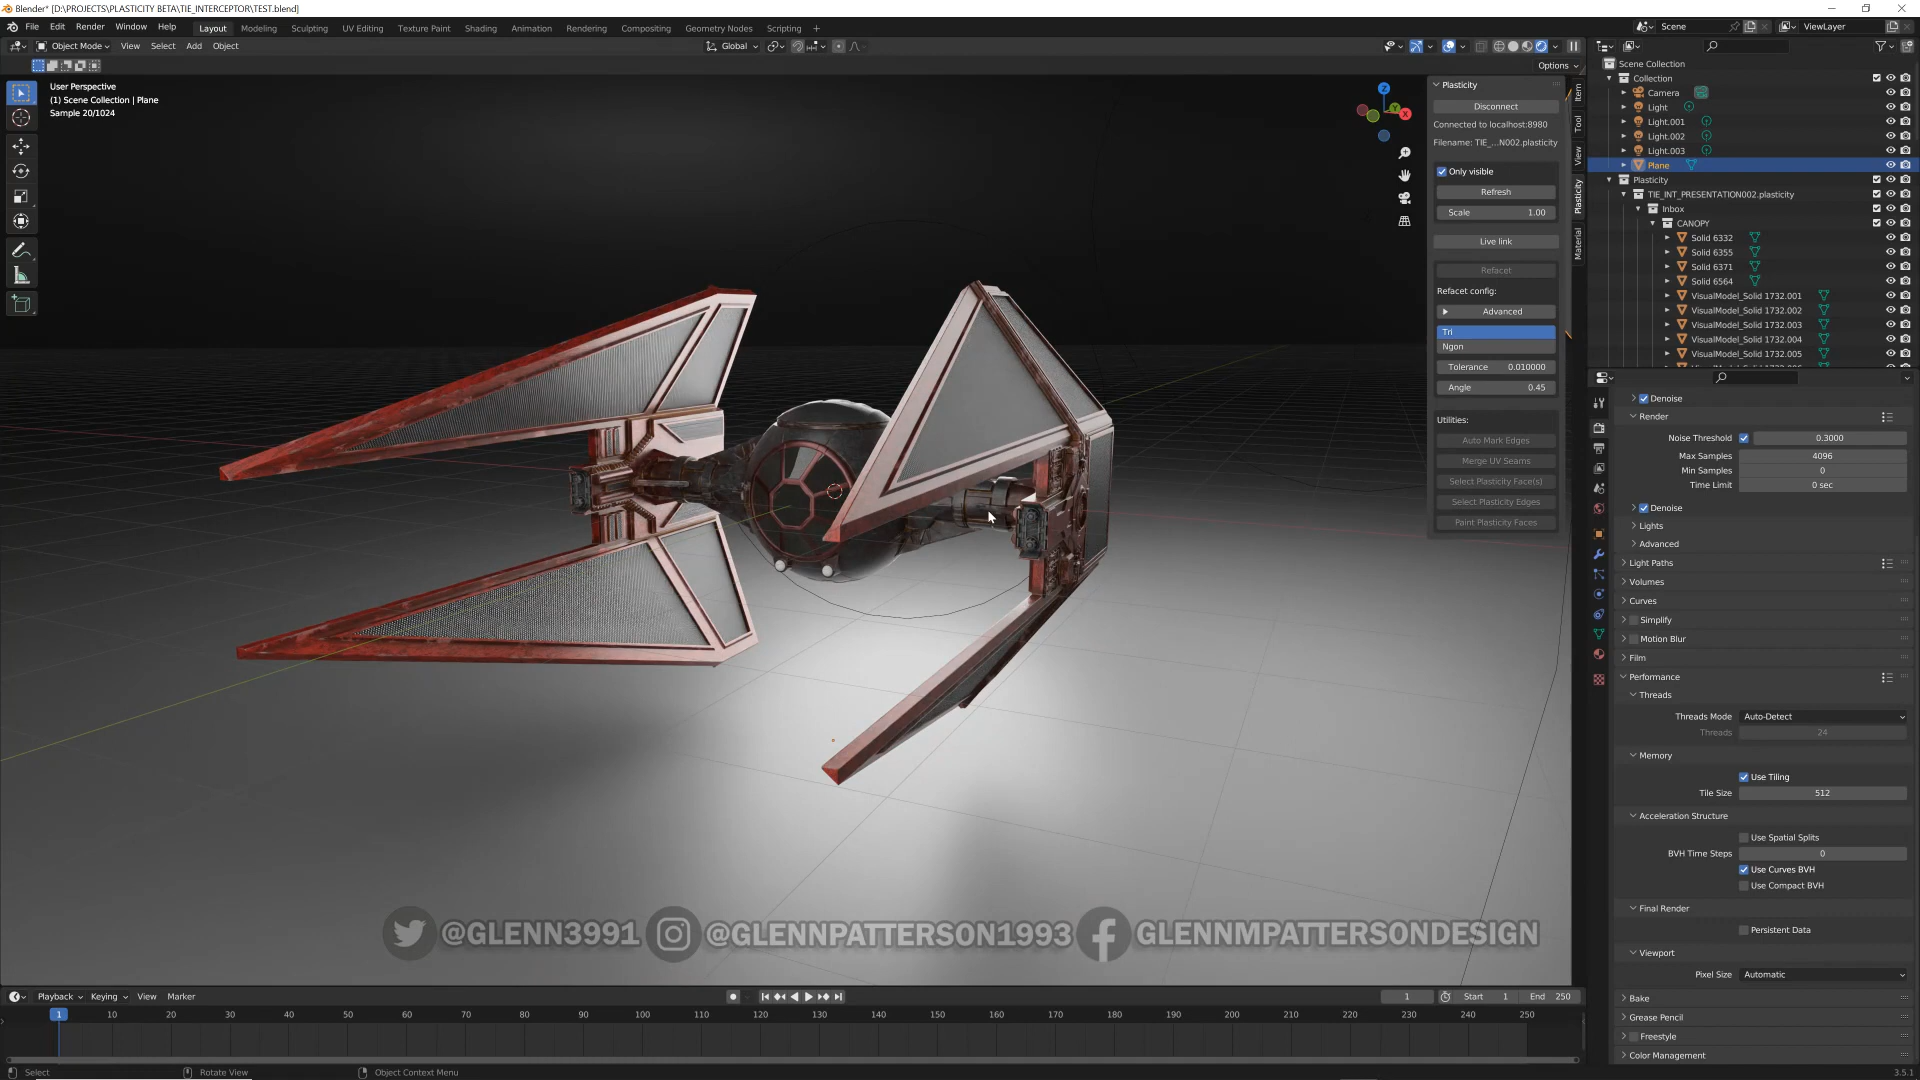 Blender* [D:\PROJECTS\PLASTICITY BETA\TIE_INTERCEPTOR\TEST.blend]
File Edit Render Window Help Layout Modeling Sculpting UV Editing Texture Paint Shading Animation Rendering Compositing Geometry Nodes Scripting + Scene ViewLayer
Object Mode View Select Add Object Global
Options
User Perspective
(1) Scene Collection | Plane
Sample 20/1024
Z
Y
X
Plasticity
Disconnect
Connected to localhost:8980
Filename: TIE_...N002.plasticity
Only visible
Refresh
Scale 1.00
Live link
Refacet
Refacet config:
Advanced
Tri
Ngon
Tolerance 0.010000
Angle 0.45
Utilities:
Auto Mark Edges
Merge UV Seams
Select Plasticity Face(s)
Select Plasticity Edges
Paint Plasticity Faces
Item
Tool
View
Plasticity
Material
Scene Collection
Collection
Camera
Light
Light.001
Light.002
Light.003
Plane
Plasticity
TIE_INT_PRESENTATION002.plasticity
Inbox
CANOPY
Solid 6332
Solid 6355
Solid 6371
Solid 6564
VisualModel_Solid 1732.001
VisualModel_Solid 1732.002
VisualModel_Solid 1732.003
VisualModel_Solid 1732.004
VisualModel_Solid 1732.005
Denoise
Render
Noise Threshold 0.3000
Max Samples 4096
Min Samples 0
Time Limit 0 sec
Denoise
Lights
Advanced
Light Paths
Volumes
Curves
Simplify
Motion Blur
Film
Performance
Threads
Threads Mode Auto-Detect
Threads 24
Memory
Use Tiling
Tile Size 512
Acceleration Structure
Use Spatial Splits
BVH Time Steps 0
Use Curves BVH
Use Compact BVH
Final Render
Persistent Data
Viewport
Pixel Size Automatic
Bake
Grease Pencil
Freestyle
Color Management
@GLENN3991 @GLENNPATTERSON1993 GLENNMPATTERSONDESIGN
Playback Keying View Marker 1 Start 1 End 250
1 10 20 30 40 50 60 70 80 90 100 110 120 130 140 150 160 170 180 190 200 210 220 230 240 250
Select Rotate View Object Context Menu 3.5.1